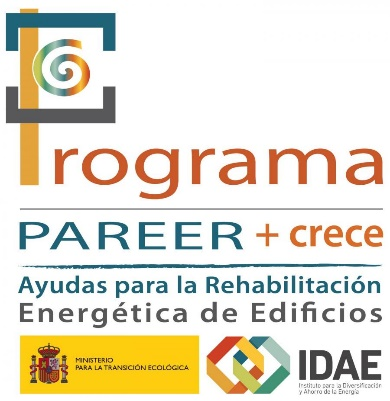 Programa
PAREER + crece
Ayudas para la Rehabilitación
Energética de Edificios
MINISTERIO
PARA LA TRANSICIÓN ECOLÓGICA
IDAE
Instituto para la Diversificación
y Ahorro de la Energía